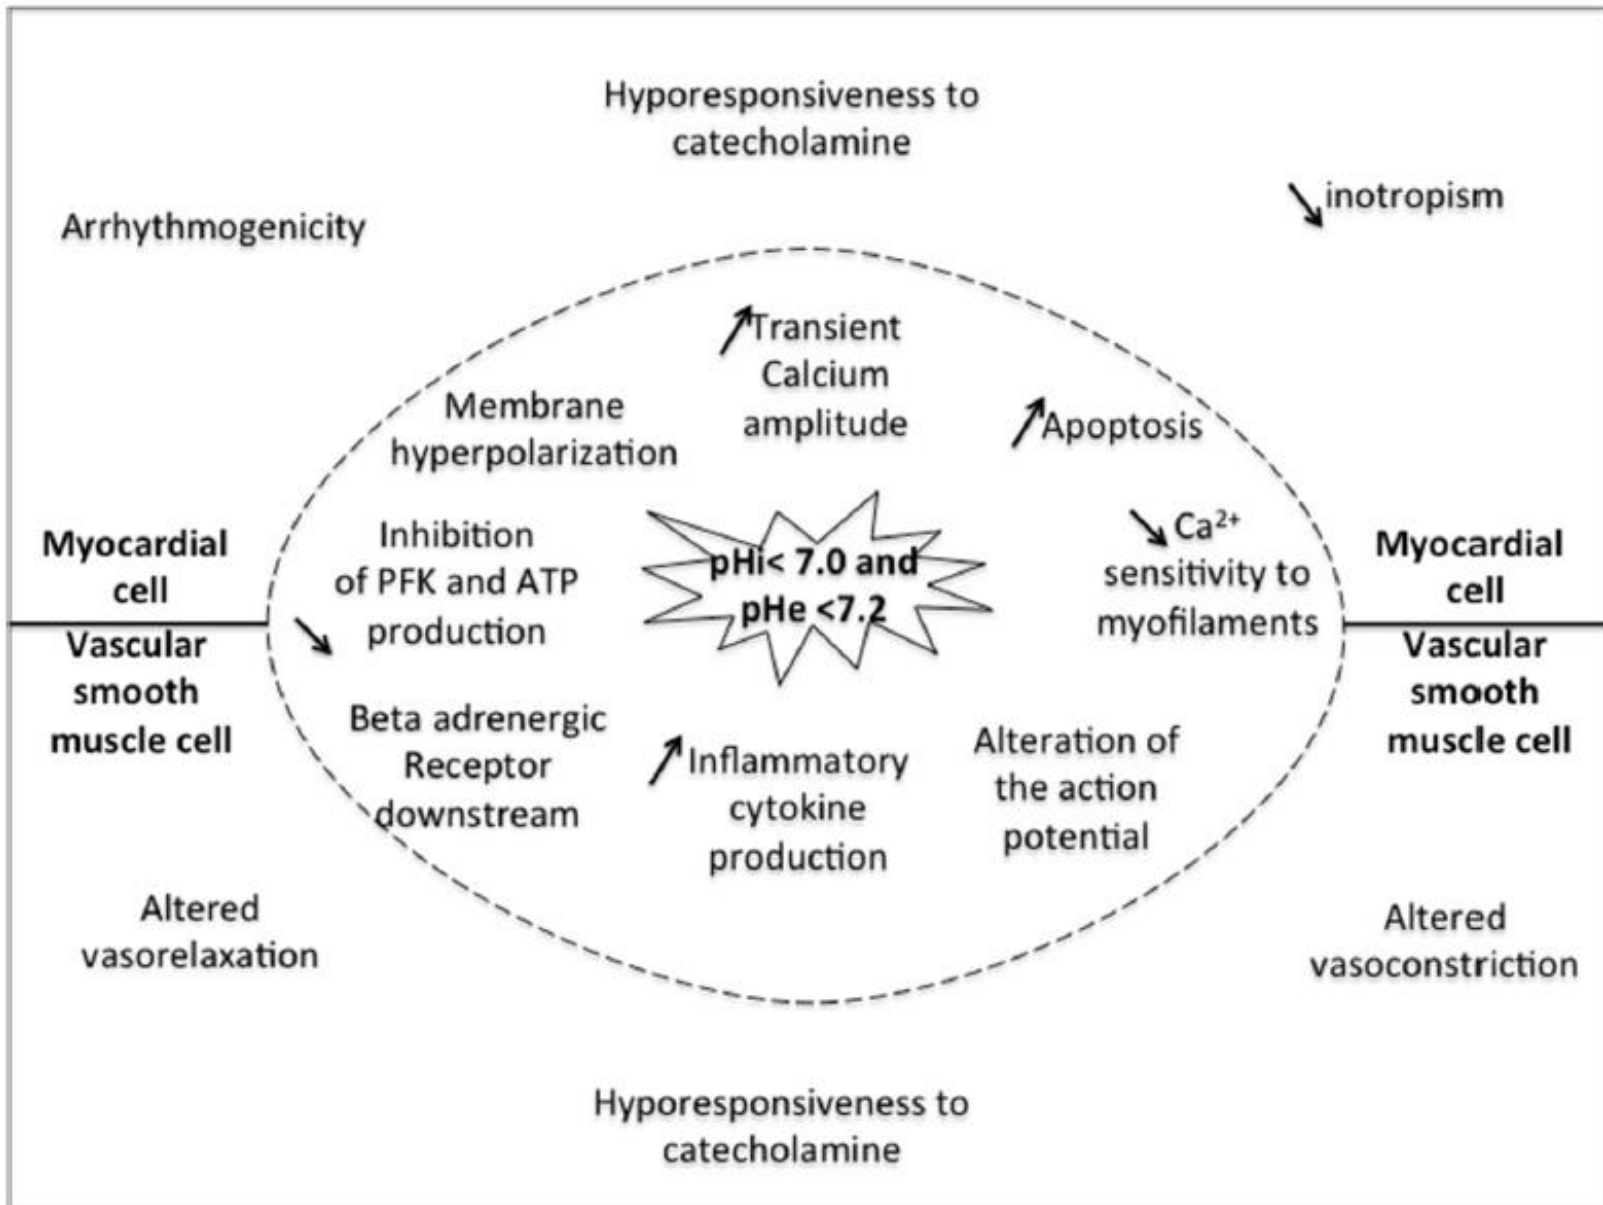 Hyporesponsiveness to
catecholamine
inotropism
Arrhythmogenicity
Transient
Calcium
amplitude
Membrane
hyperpolarization
Apoptosis
Inhibition
of PFK and ATP
production
pHi< 7.0 and
pHe <7.2
Ca²⁺
sensitivity to
myofilaments
Myocardial
cell
Vascular
smooth
muscle cell
Myocardial
cell
Vascular
smooth
muscle cell
Beta adrenergic
Receptor
downstream
Inflammatory
cytokine
production
Alteration of
the action
potential
Altered
vasorelaxation
Altered
vasoconstriction
Hyporesponsiveness to
catecholamine